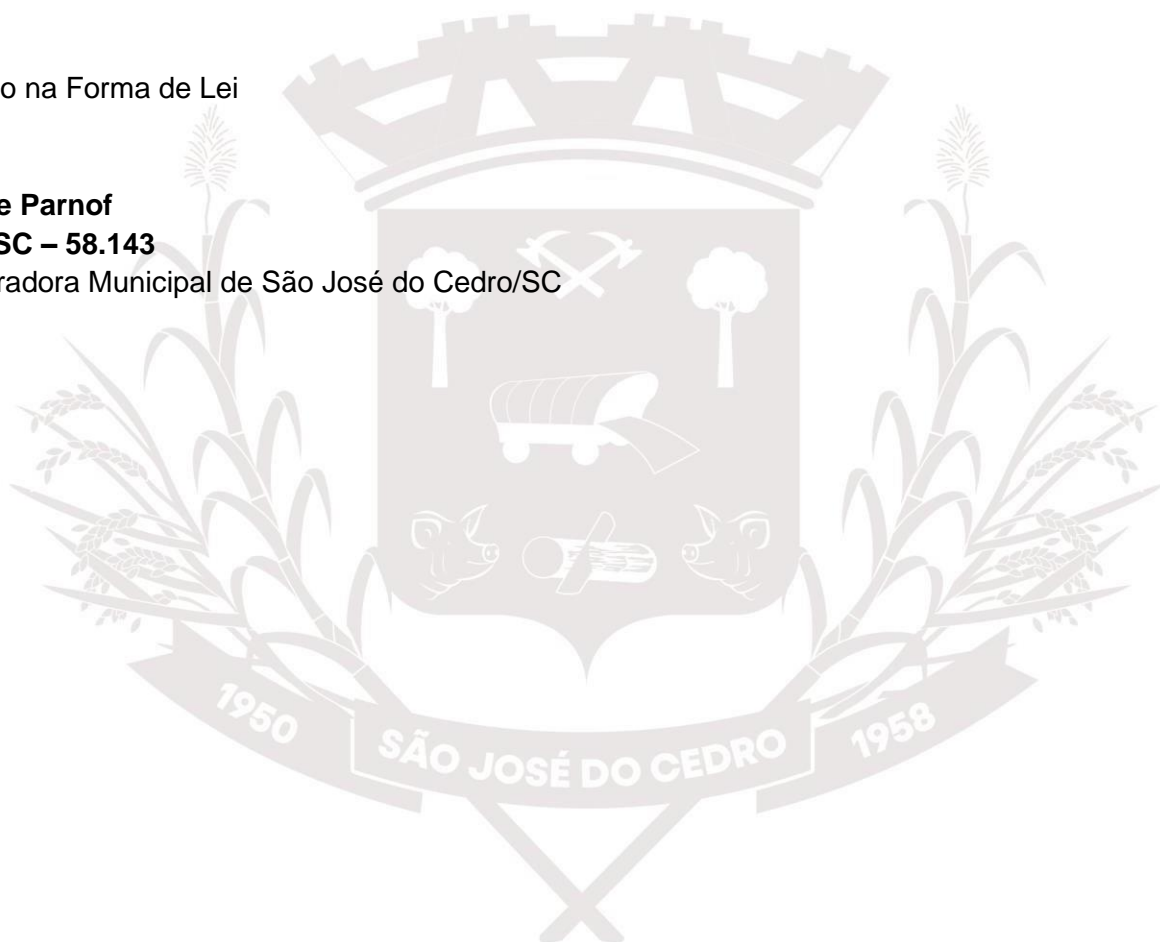 o na Forma de Lei
e Parnof
SC – 58.143
radora Municipal de São José do Cedro/SC
1950
SÃO JOSÉ DO CEDRO
1958